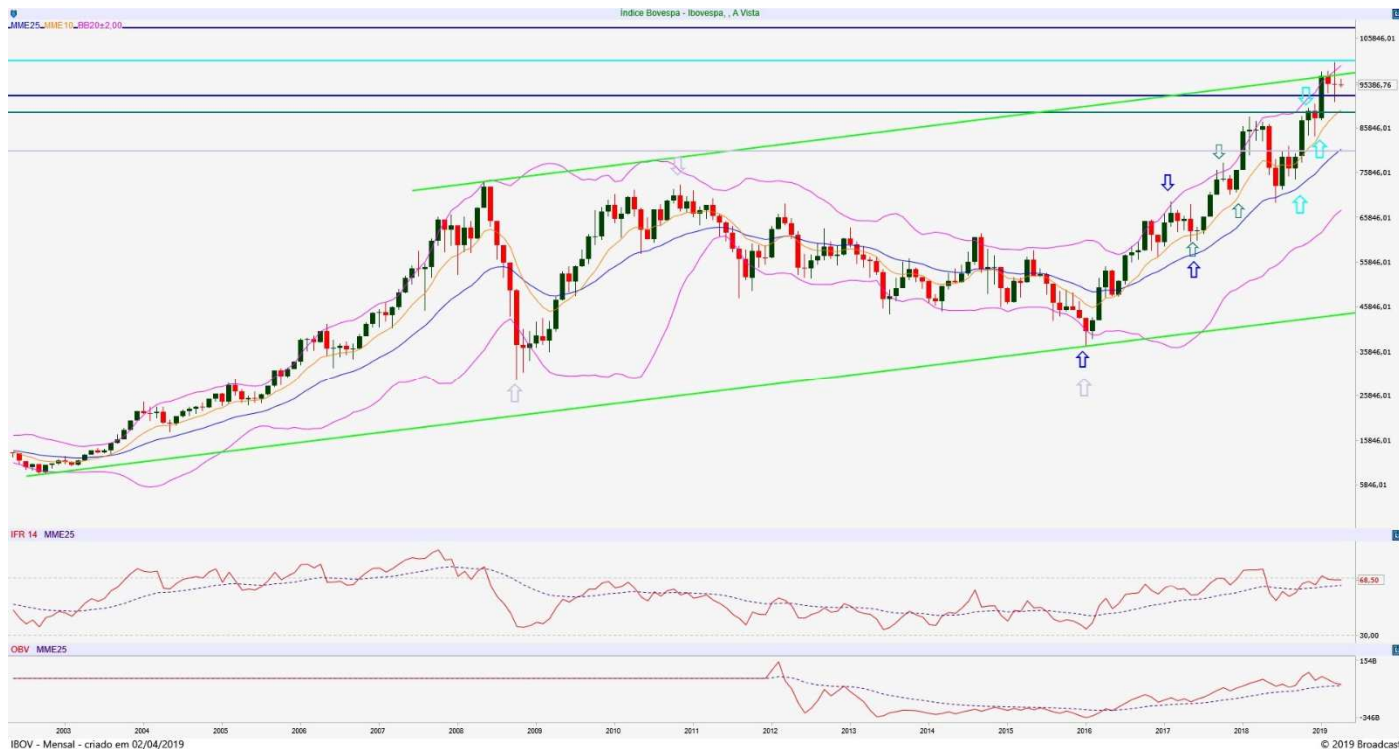 Índice Bovespa - Ibovespa, , A Vista
MME25 MME10 BB20±2,00
105846,01
95386,76
85846,01
75846,01
65846,01
55846,01
45846,01
35846,01
25846,01
15846,01
5846,01
IFR 14 MME25
68,50
30,00
OBV MME25
154B
-346B
2003 2004 2005 2006 2007 2008 2009 2010 2011 2012 2013 2014 2015 2016 2017 2018 2019
IBOV - Mensal - criado em 02/04/2019
© 2019 Broadcast